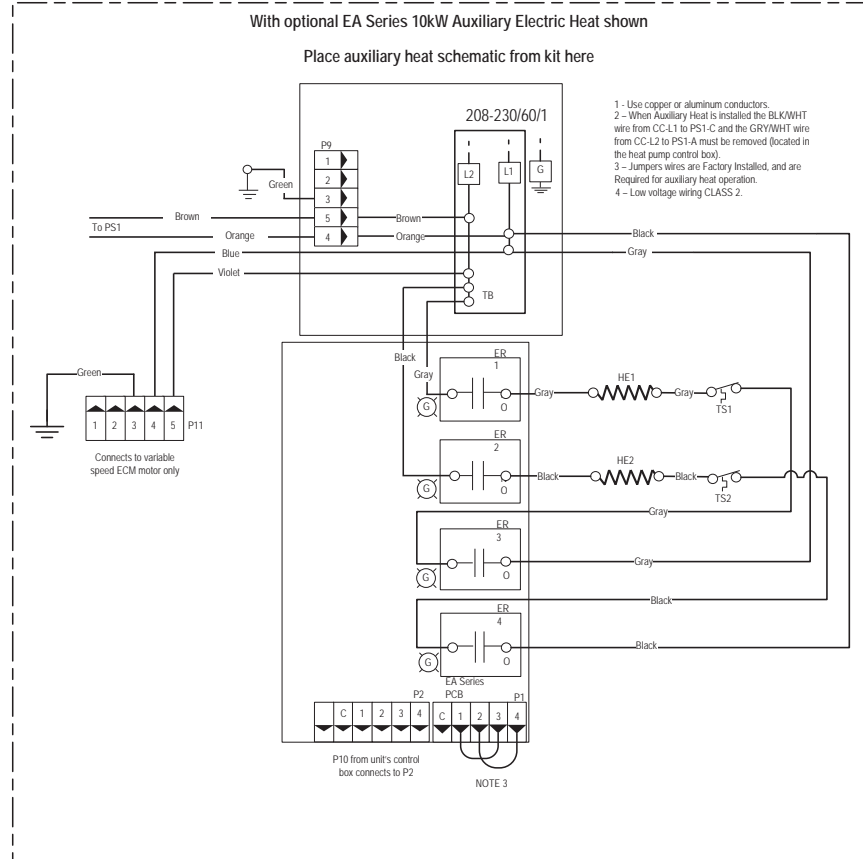 With optional EA Series 10kW Auxiliary Electric Heat shown
Place auxiliary heat schematic from kit here
208-230/60/1
1 - Use copper or aluminum conductors.
2 – When Auxiliary Heat is installed the BLK/WHT
wire from CC-L1 to PS1-C and the GRY/WHT wire
from CC-L2 to PS1-A must be removed (located in
the heat pump control box).
3 – Jumpers wires are Factory Installed, and are
Required for auxiliary heat operation.
4 – Low voltage wiring CLASS 2.
P9
1
2
3
5
4
L2
L1
G
Green
To PS1
Brown
Brown
Orange
Orange
Black
Blue
Gray
Violet
TB
Black
Gray
ER
1
G
O
Gray
HE1
Gray
TS1
Green
1
2
3
4
5
P11
Connects to variable
speed ECM motor only
ER
2
G
O
Black
HE2
Black
TS2
Gray
ER
3
G
O
Gray
Black
ER
4
G
O
Black
EA Series
PCB
P2
P1
C
1
2
3
4
C
1
2
3
4
P10 from unit's control
box connects to P2
NOTE 3